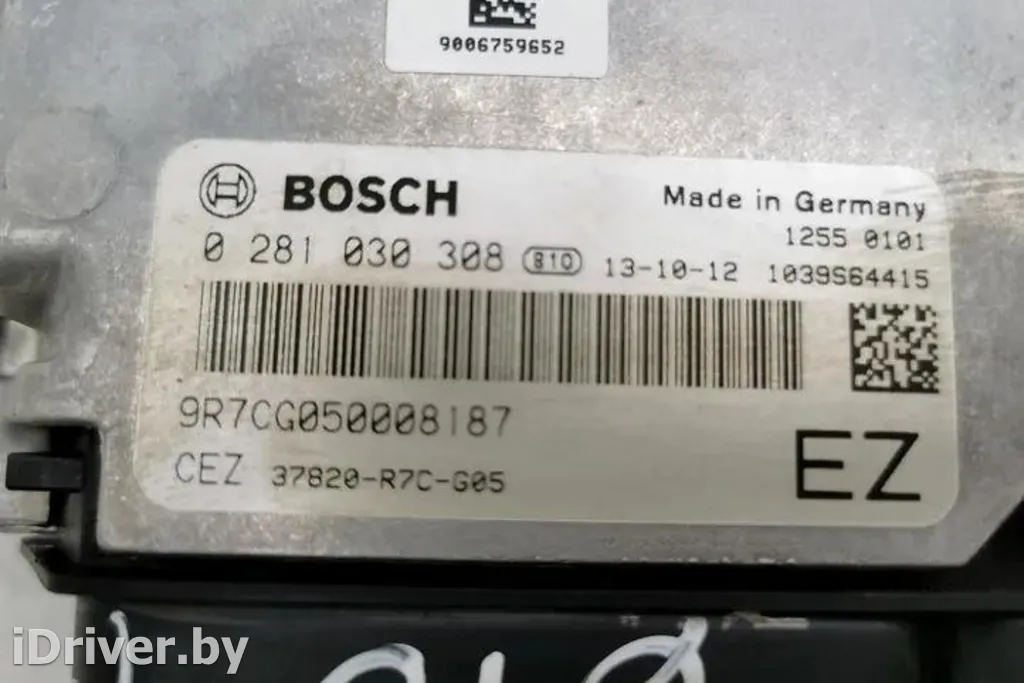 9006759652
BOSCH
Made in Germany
1255 0101
0 281 030 308 810 13-10-12 1039S64415
9R7CG050008187
CEZ 37820-R7C-G05
EZ
iDriver.by